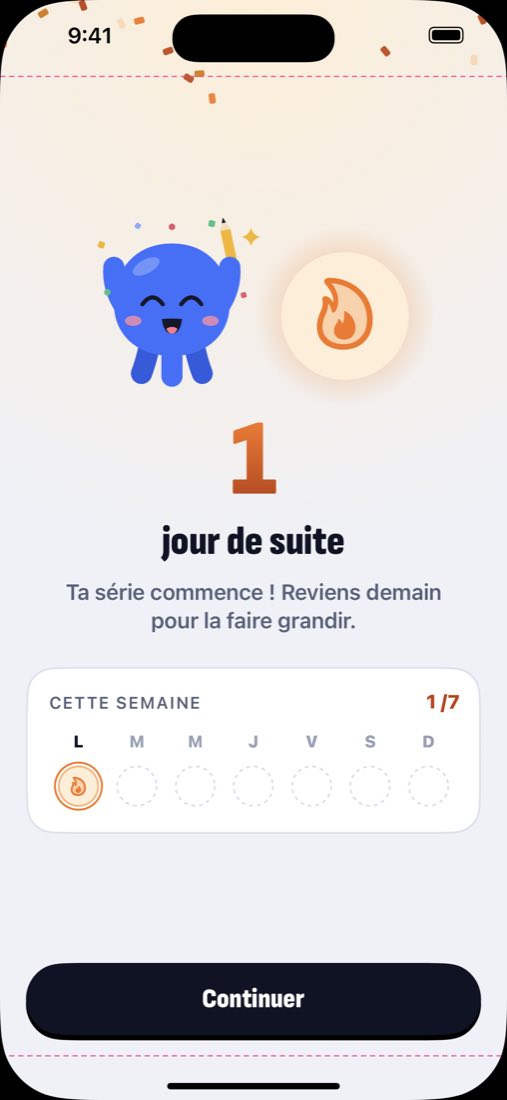 9:41
1
jour de suite
Ta série commence ! Reviens demain
pour la faire grandir.
CETTE SEMAINE 1/7
L M M J V S D
Continuer